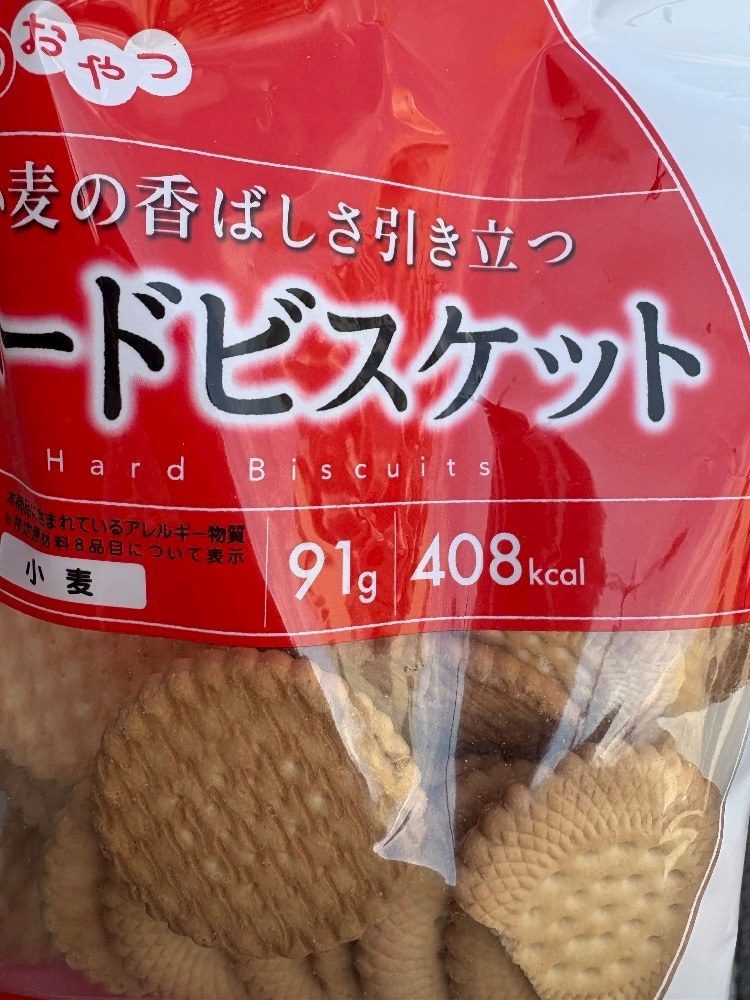 おやつ
小麦の香ばしさ引き立つ
ードビスケット
Hard Biscuits
本商品に含まれているアレルギー物質
※特定原材料8品目について表示
小麦
91g
408kcal